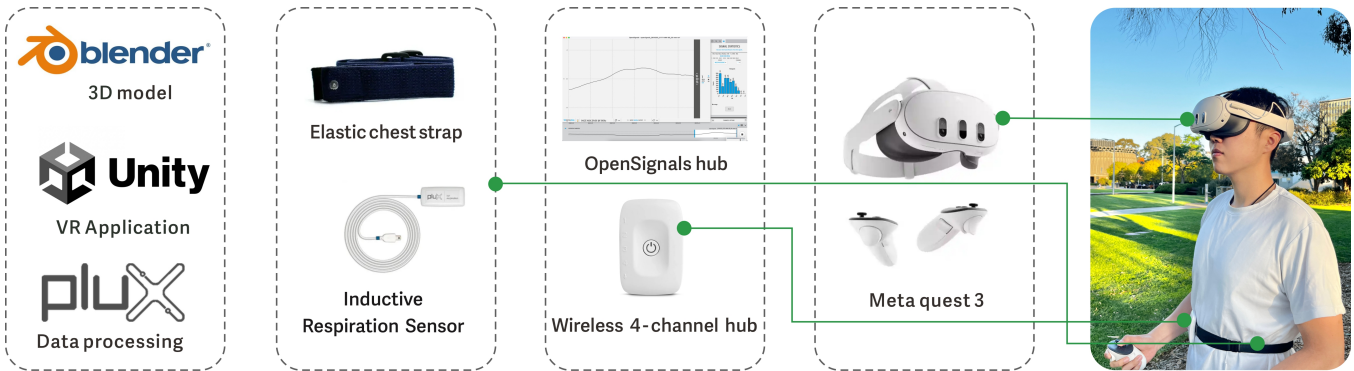 blender
3D model
Unity
VR Application
plux
Data processing
Elastic chest strap
plux
Inductive
Respiration Sensor
OpenSignals hub
Wireless 4-channel hub
Meta quest 3